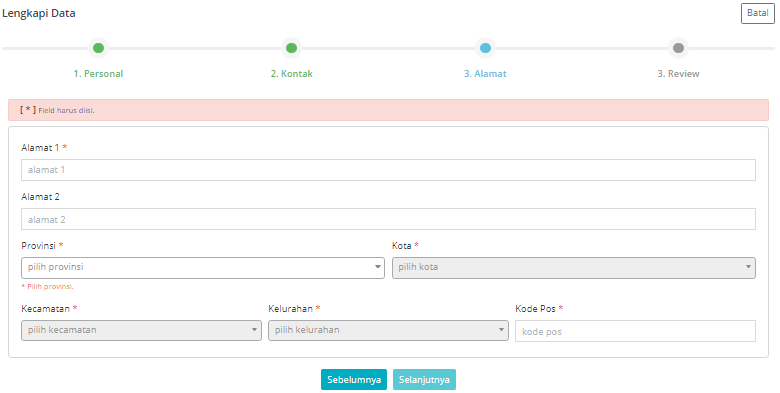 Lengkapi Data
Batal
1. Personal
2. Kontak
3. Alamat
3. Review
[ * ] Field harus diisi.
Alamat 1 *
alamat 1
Alamat 2
alamat 2
Provinsi * Kota *
pilih provinsi pilih kota
* Pilih provinsi.
Kecamatan * Kelurahan * Kode Pos *
pilih kecamatan pilih kelurahan kode pos
Sebelumnya Selanjutnya